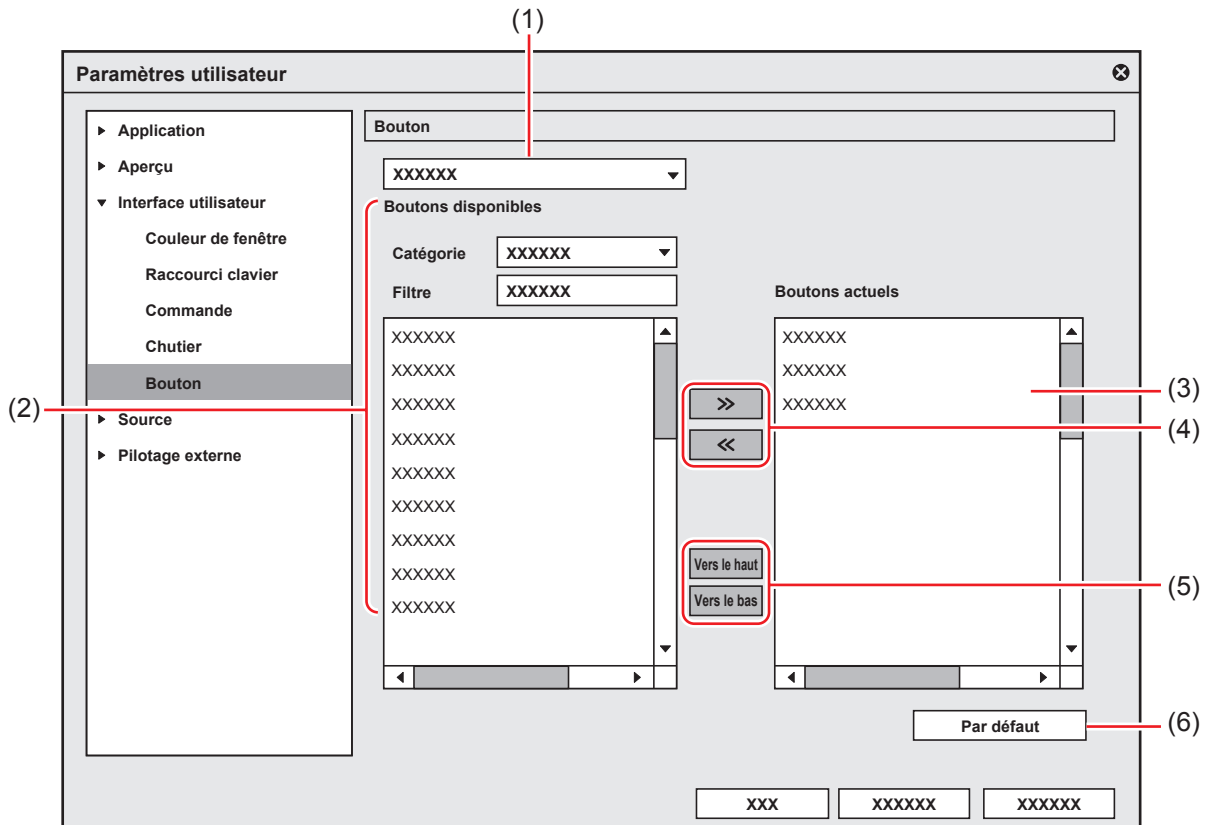 (1)
Paramètres utilisateur
Application
Aperçu
Interface utilisateur
Couleur de fenêtre
Raccourci clavier
Commande
Chutier
Bouton
Source
Pilotage externe
Bouton
XXXXXX
Boutons disponibles
Catégorie XXXXXX
Filtre XXXXXX
XXXXXX
XXXXXX
XXXXXX
XXXXXX
XXXXXX
XXXXXX
XXXXXX
XXXXXX
XXXXXX
(2)
>>
<<
Vers le haut
Vers le bas
Boutons actuels
XXXXXX
XXXXXX
XXXXXX
(3)
(4)
(5)
Par défaut
(6)
XXX XXXXXX XXXXXX